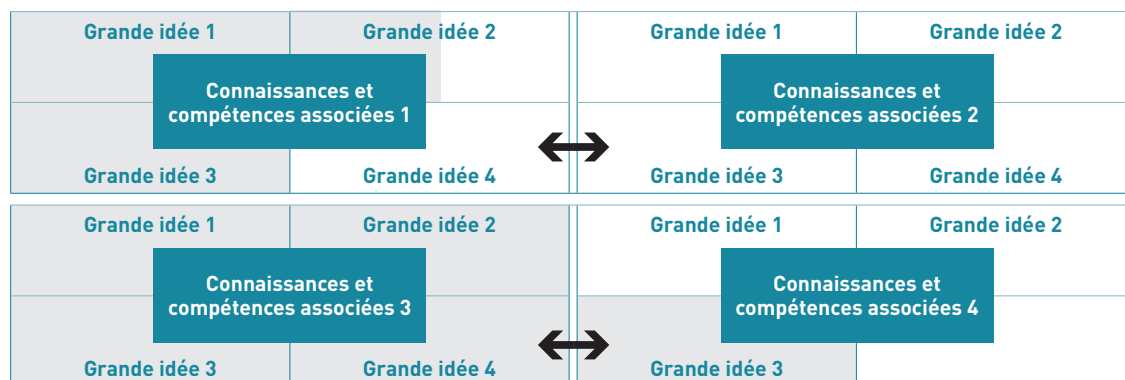 Grande idée 1
Grande idée 2
Connaissances et
compétences associées 1
Grande idée 3
Grande idée 4
Grande idée 1
Grande idée 2
Connaissances et
compétences associées 2
Grande idée 3
Grande idée 4
Grande idée 1
Grande idée 2
Connaissances et
compétences associées 3
Grande idée 3
Grande idée 4
Grande idée 1
Grande idée 2
Connaissances et
compétences associées 4
Grande idée 3